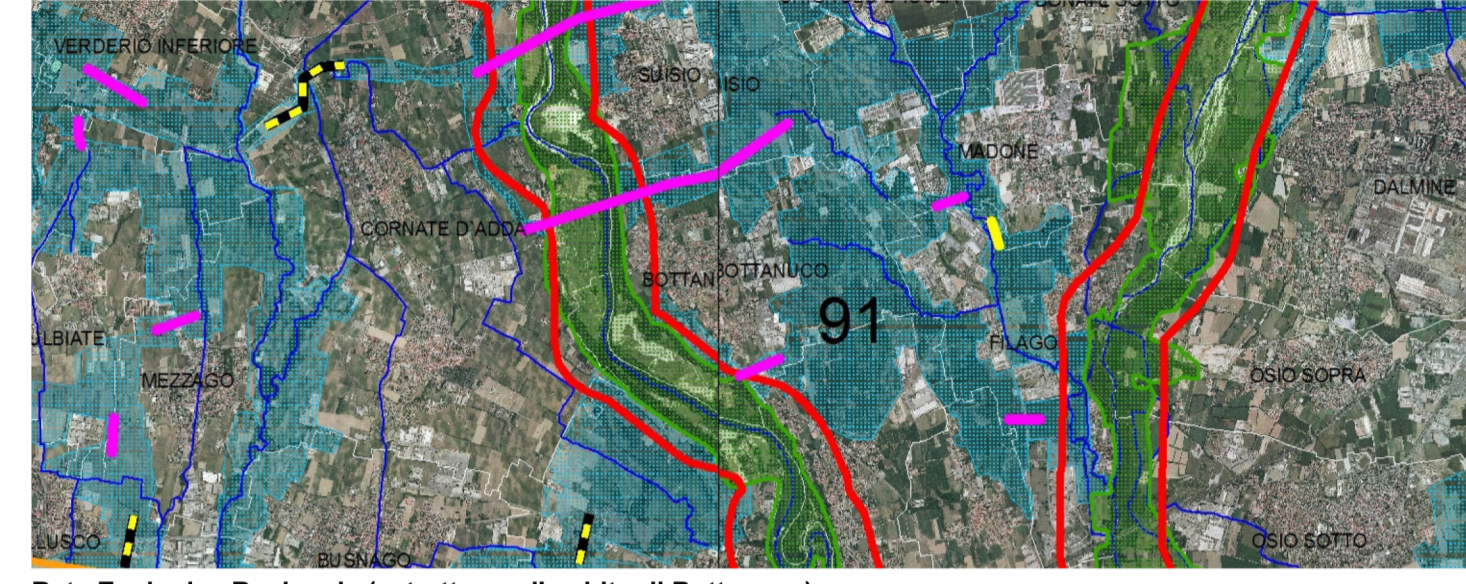 VERDERIO INFERIORE
SUISIO
ISIO
MADONE
DALMINE
CORNATE D'ADDA
BOTTAN
BOTTANUCO
91
FILAGO
LBIATE
MEZZAGO
OSIO SOPRA
LUSCO
BUSNAGO
OSIO SOTTO